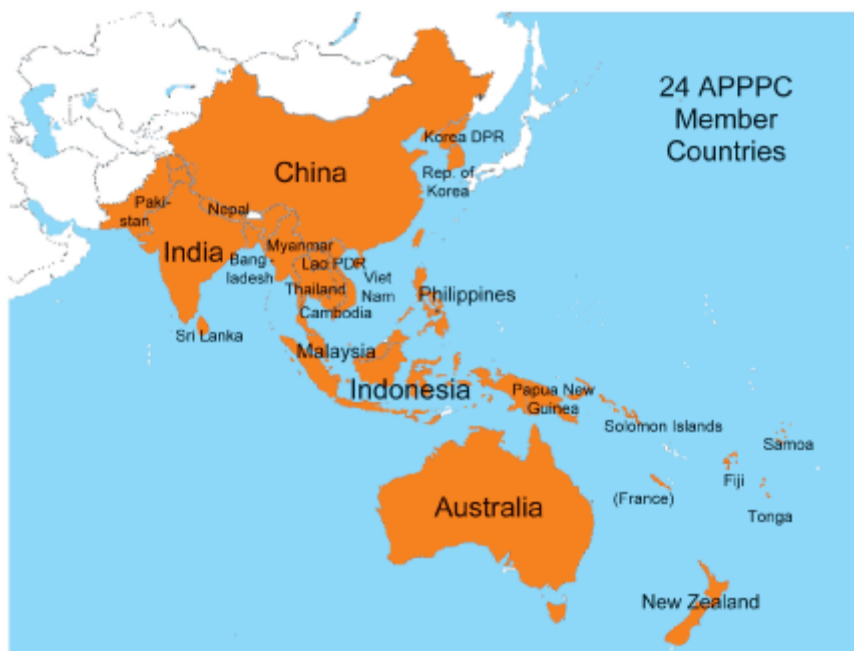 24 APPPC
Member
Countries
Korea DPR
China
Rep. of
Korea
Paki-
stan
Nepal
India
Myanmar
Bang-
ladesh
Lao PDR
Viet
Nam
Thailand
Cambodia
Philippines
Sri Lanka
Malaysia
Indonesia
Papua New
Guinea
Solomon Islands
Samoa
(France)
Fiji
Tonga
Australia
New Zealand